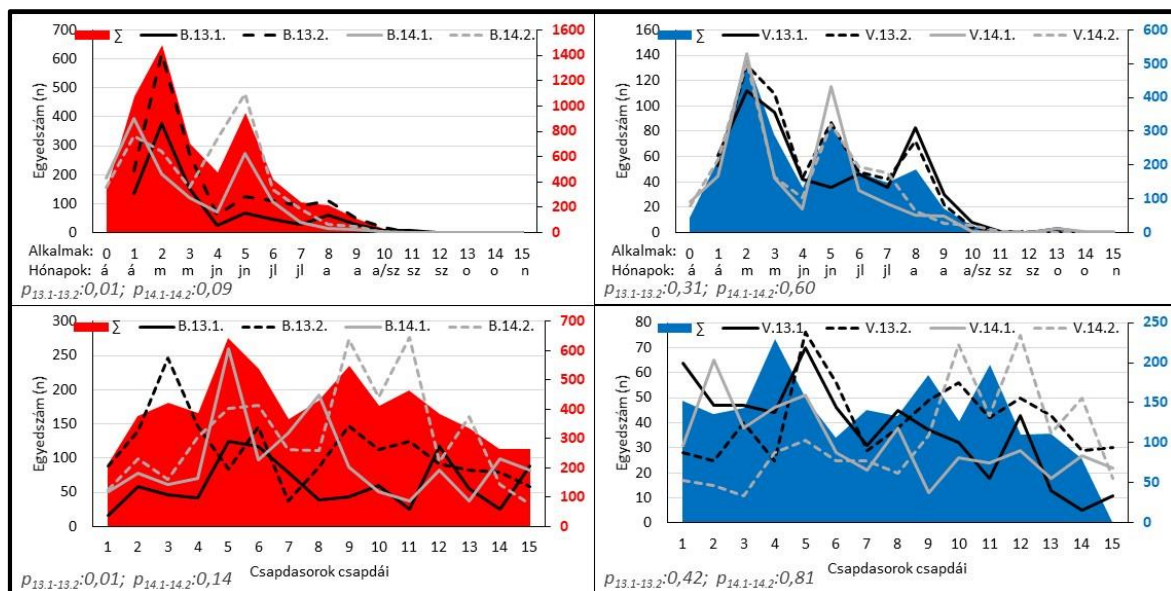 700 1600
Σ B.13.1. B.13.2. B.14.1. B.14.2.
600 1400
500 1200
400 1000
300 800
200 600
100 400
0 200
0
Egyedszám (n)
Alkalmak: 0 1 2 3 4 5 6 7 8 9 10 11 12 13 14 15
Hónapok: á á m m jn jn jl jl a a a/sz sz sz o o n
p13.1-13.2:0,01; p14.1-14.2:0,09
160 600
Σ V.13.1. V.13.2. V.14.1. V.14.2.
140 500
120 400
100 300
80 200
60 100
40 0
20
0
Egyedszám (n)
0 1 2 3 4 5 6 7 8 9 10 11 12 13 14 15
á á m m jn jn jl jl a a a/sz sz sz o o n
p13.1-13.2:0,31; p14.1-14.2:0,60
300 700
Σ B.13.1. B.13.2. B.14.1. B.14.2.
250 600
200 500
150 400
100 300
50 200
0 100
0
Egyedszám (n)
1 2 3 4 5 6 7 8 9 10 11 12 13 14 15
Csapdasorok csapdái
p13.1-13.2:0,01; p14.1-14.2:0,14
80 250
Σ V.13.1. V.13.2. V.14.1. V.14.2.
70 200
60 150
50 100
40 50
30 0
20
10
0
Egyedszám (n)
1 2 3 4 5 6 7 8 9 10 11 12 13 14 15
Csapdasorok csapdái
p13.1-13.2:0,42; p14.1-14.2:0,81